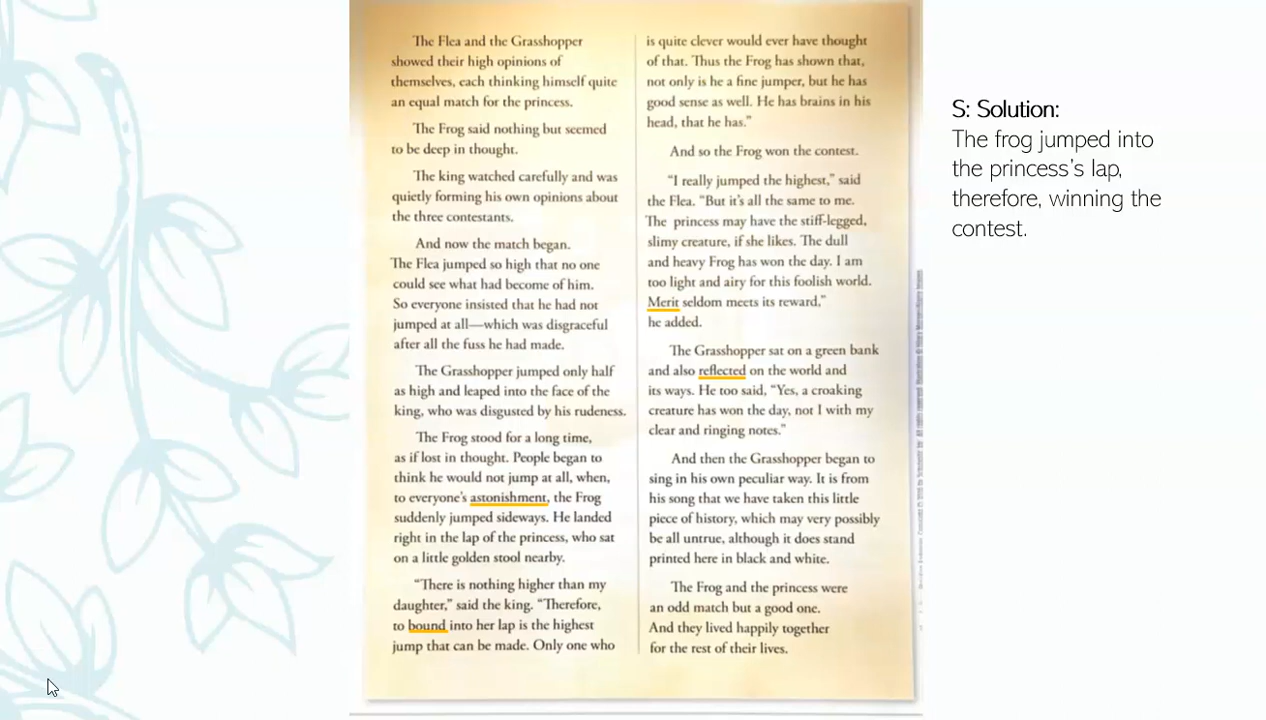 The Flea and the Grasshopper
showed their high opinions of
themselves, each thinking himself quite
an equal match for the princess.
The Frog said nothing but seemed
to be deep in thought.
The king watched carefully and was
quietly forming his own opinions about
the three contestants.
And now the match began.
The Flea jumped so high that no one
could see what had become of him.
So everyone insisted that he had not
jumped at all—which was disgraceful
after all the fuss he had made.
The Grasshopper jumped only half
as high and leaped into the face of the
king, who was disgusted by his rudeness.
The Frog stood for a long time,
as if lost in thought. People began to
think he would not jump at all, when,
to everyone's astonishment, the Frog
suddenly jumped sideways. He landed
right in the lap of the princess, who sat
on a little golden stool nearby.
“There is nothing higher than my
daughter,” said the king. “Therefore,
to bound into her lap is the highest
jump that can be made. Only one who
is quite clever would ever have thought
of that. Thus the Frog has shown that,
not only is he a fine jumper, but he has
good sense as well. He has brains in his
head, that he has.”
And so the Frog won the contest.
“I really jumped the highest,” said
the Flea. “But it's all the same to me.
The princess may have the stiff-legged,
slimy creature, if she likes. The dull
and heavy Frog has won the day. I am
too light and airy for this foolish world.
Merit seldom meets its reward,”
he added.
The Grasshopper sat on a green bank
and also reflected on the world and
its ways. He too said, “Yes, a croaking
creature has won the day, not I with my
clear and ringing notes.”
And then the Grasshopper began to
sing in his own peculiar way. It is from
his song that we have taken this little
piece of history, which may very possibly
be all untrue, although it does stand
printed here in black and white.
The Frog and the princess were
an odd match but a good one.
And they lived happily together
for the rest of their lives.
S: Solution:
The frog jumped into
the princess's lap,
therefore, winning the
contest.